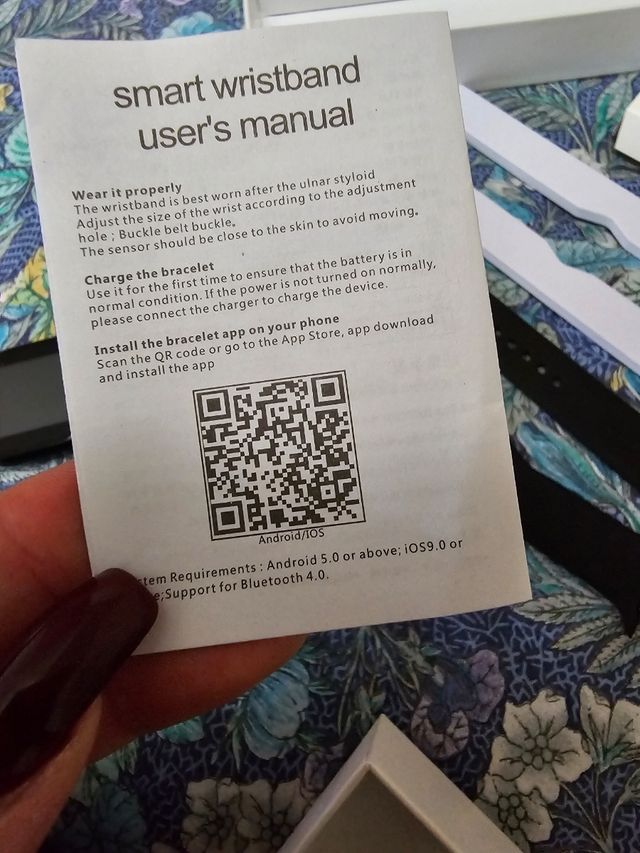 smart wristband
user's manual
Wear it properly
The wristband is best worn after the ulnar styloid
Adjust the size of the wrist according to the adjustment
hole ; Buckle belt buckle。
The sensor should be close to the skin to avoid moving。
Charge the bracelet
Use it for the first time to ensure that the battery is in
normal condition. If the power is not turned on normally,
please connect the charger to charge the device.
Install the bracelet app on your phone
Scan the QR code or go to the App Store, app download
and install the app
Android/IOS
stem Requirements : Android 5.0 or above; iOS9.0 or
e;Support for Bluetooth 4.0.